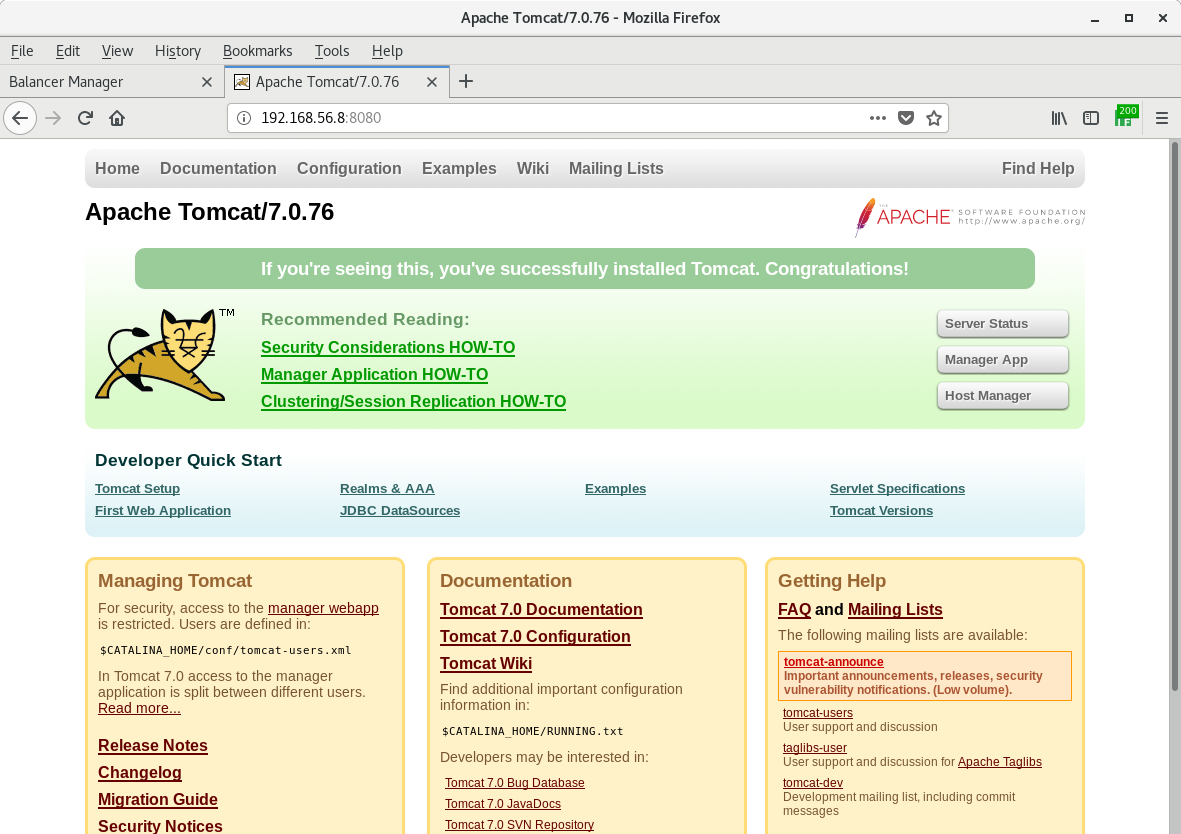 Apache Tomcat/7.0.76 - Mozilla Firefox
File Edit View History Bookmarks Tools Help
Balancer Manager
Apache Tomcat/7.0.76
192.168.56.8:8080
200
Home Documentation Configuration Examples Wiki Mailing Lists Find Help
Apache Tomcat/7.0.76
THE APACHE® SOFTWARE FOUNDATION
http://www.apache.org/
If you're seeing this, you've successfully installed Tomcat. Congratulations!
TM
Recommended Reading:
Security Considerations HOW-TO
Manager Application HOW-TO
Clustering/Session Replication HOW-TO
Server Status
Manager App
Host Manager
Developer Quick Start
Tomcat Setup
First Web Application
Realms & AAA
JDBC DataSources
Examples
Servlet Specifications
Tomcat Versions
Managing Tomcat
For security, access to the manager webapp
is restricted. Users are defined in:
$CATALINA_HOME/conf/tomcat-users.xml
In Tomcat 7.0 access to the manager
application is split between different users.
Read more...
Release Notes
Changelog
Migration Guide
Security Notices
Documentation
Tomcat 7.0 Documentation
Tomcat 7.0 Configuration
Tomcat Wiki
Find additional important configuration
information in:
$CATALINA_HOME/RUNNING.txt
Developers may be interested in:
Tomcat 7.0 Bug Database
Tomcat 7.0 JavaDocs
Tomcat 7.0 SVN Repository
Getting Help
FAQ and Mailing Lists
The following mailing lists are available:
tomcat-announce
Important announcements, releases, security
vulnerability notifications. (Low volume).
tomcat-users
User support and discussion
taglibs-user
User support and discussion for Apache Taglibs
tomcat-dev
Development mailing list, including commit
messages